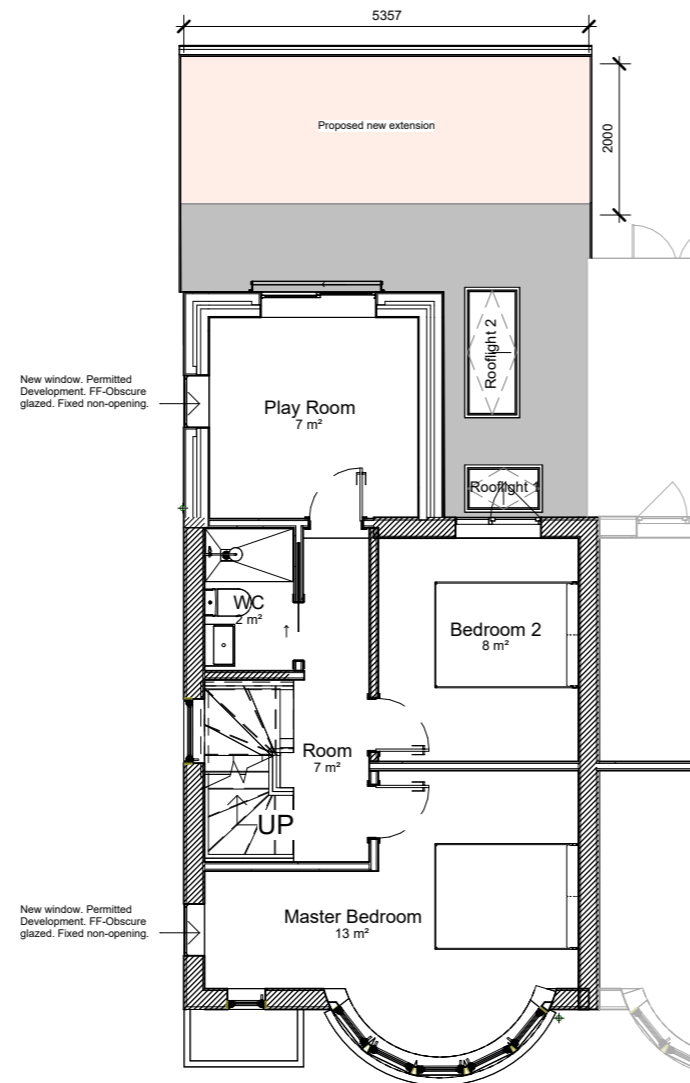 5357
Proposed new extension
2000
Rooflight 2
New window. Permitted
Development. FF-Obscure
glazed. Fixed non-opening.
Play Room
7 m²
Rooflight 1
WC
2 m²
↑
Bedroom 2
8 m²
Room
7 m²
UP
New window. Permitted
Development. FF-Obscure
glazed. Fixed non-opening.
Master Bedroom
13 m²